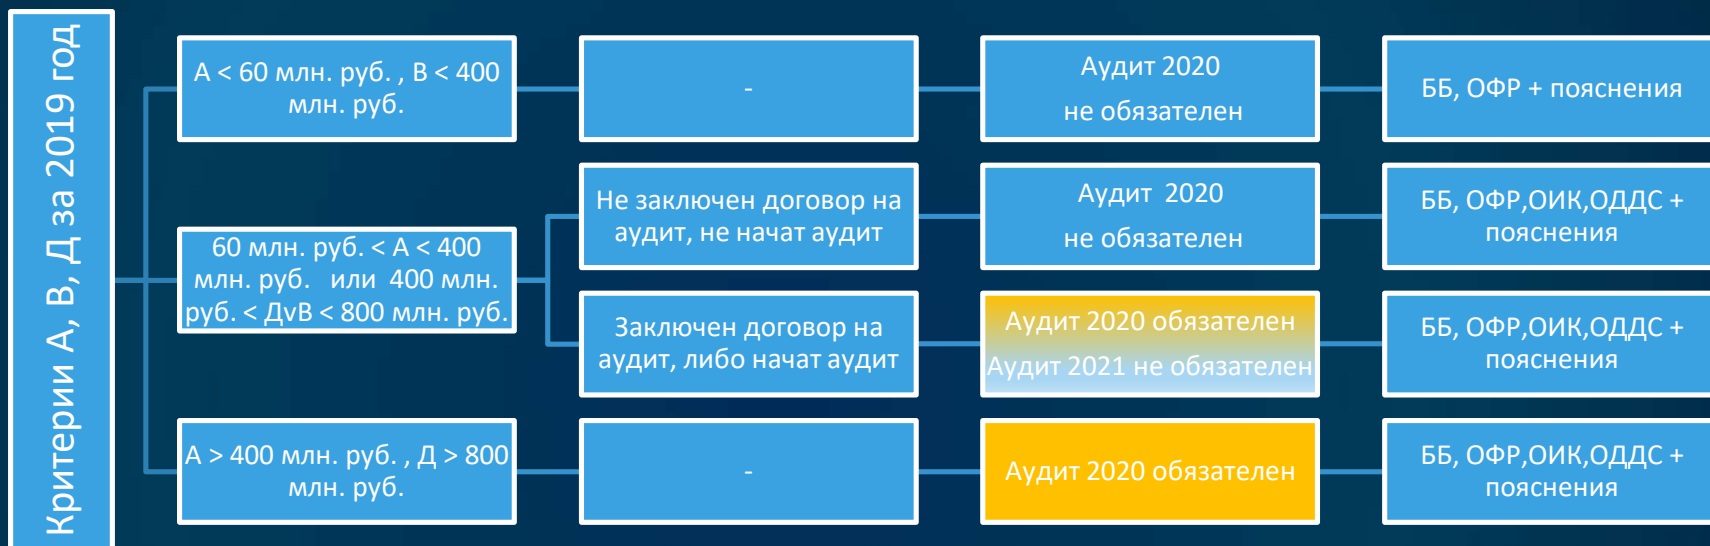 Критерии А, В, Д за 2019 год
А < 60 млн. руб. , В < 400
млн. руб.
-
Аудит 2020
не обязателен
ББ, ОФР + пояснения
60 млн. руб. < А < 400
млн. руб. или 400 млн.
руб. < ДvВ < 800 млн. руб.
Не заключен договор на
аудит, не начат аудит
Аудит 2020
не обязателен
ББ, ОФР,ОИК,ОДДС +
пояснения
Заключен договор на
аудит, либо начат аудит
Аудит 2020 обязателен
Аудит 2021 не обязателен
ББ, ОФР,ОИК,ОДДС +
пояснения
А > 400 млн. руб. , Д > 800
млн. руб.
-
Аудит 2020 обязателен
ББ, ОФР,ОИК,ОДДС +
пояснения